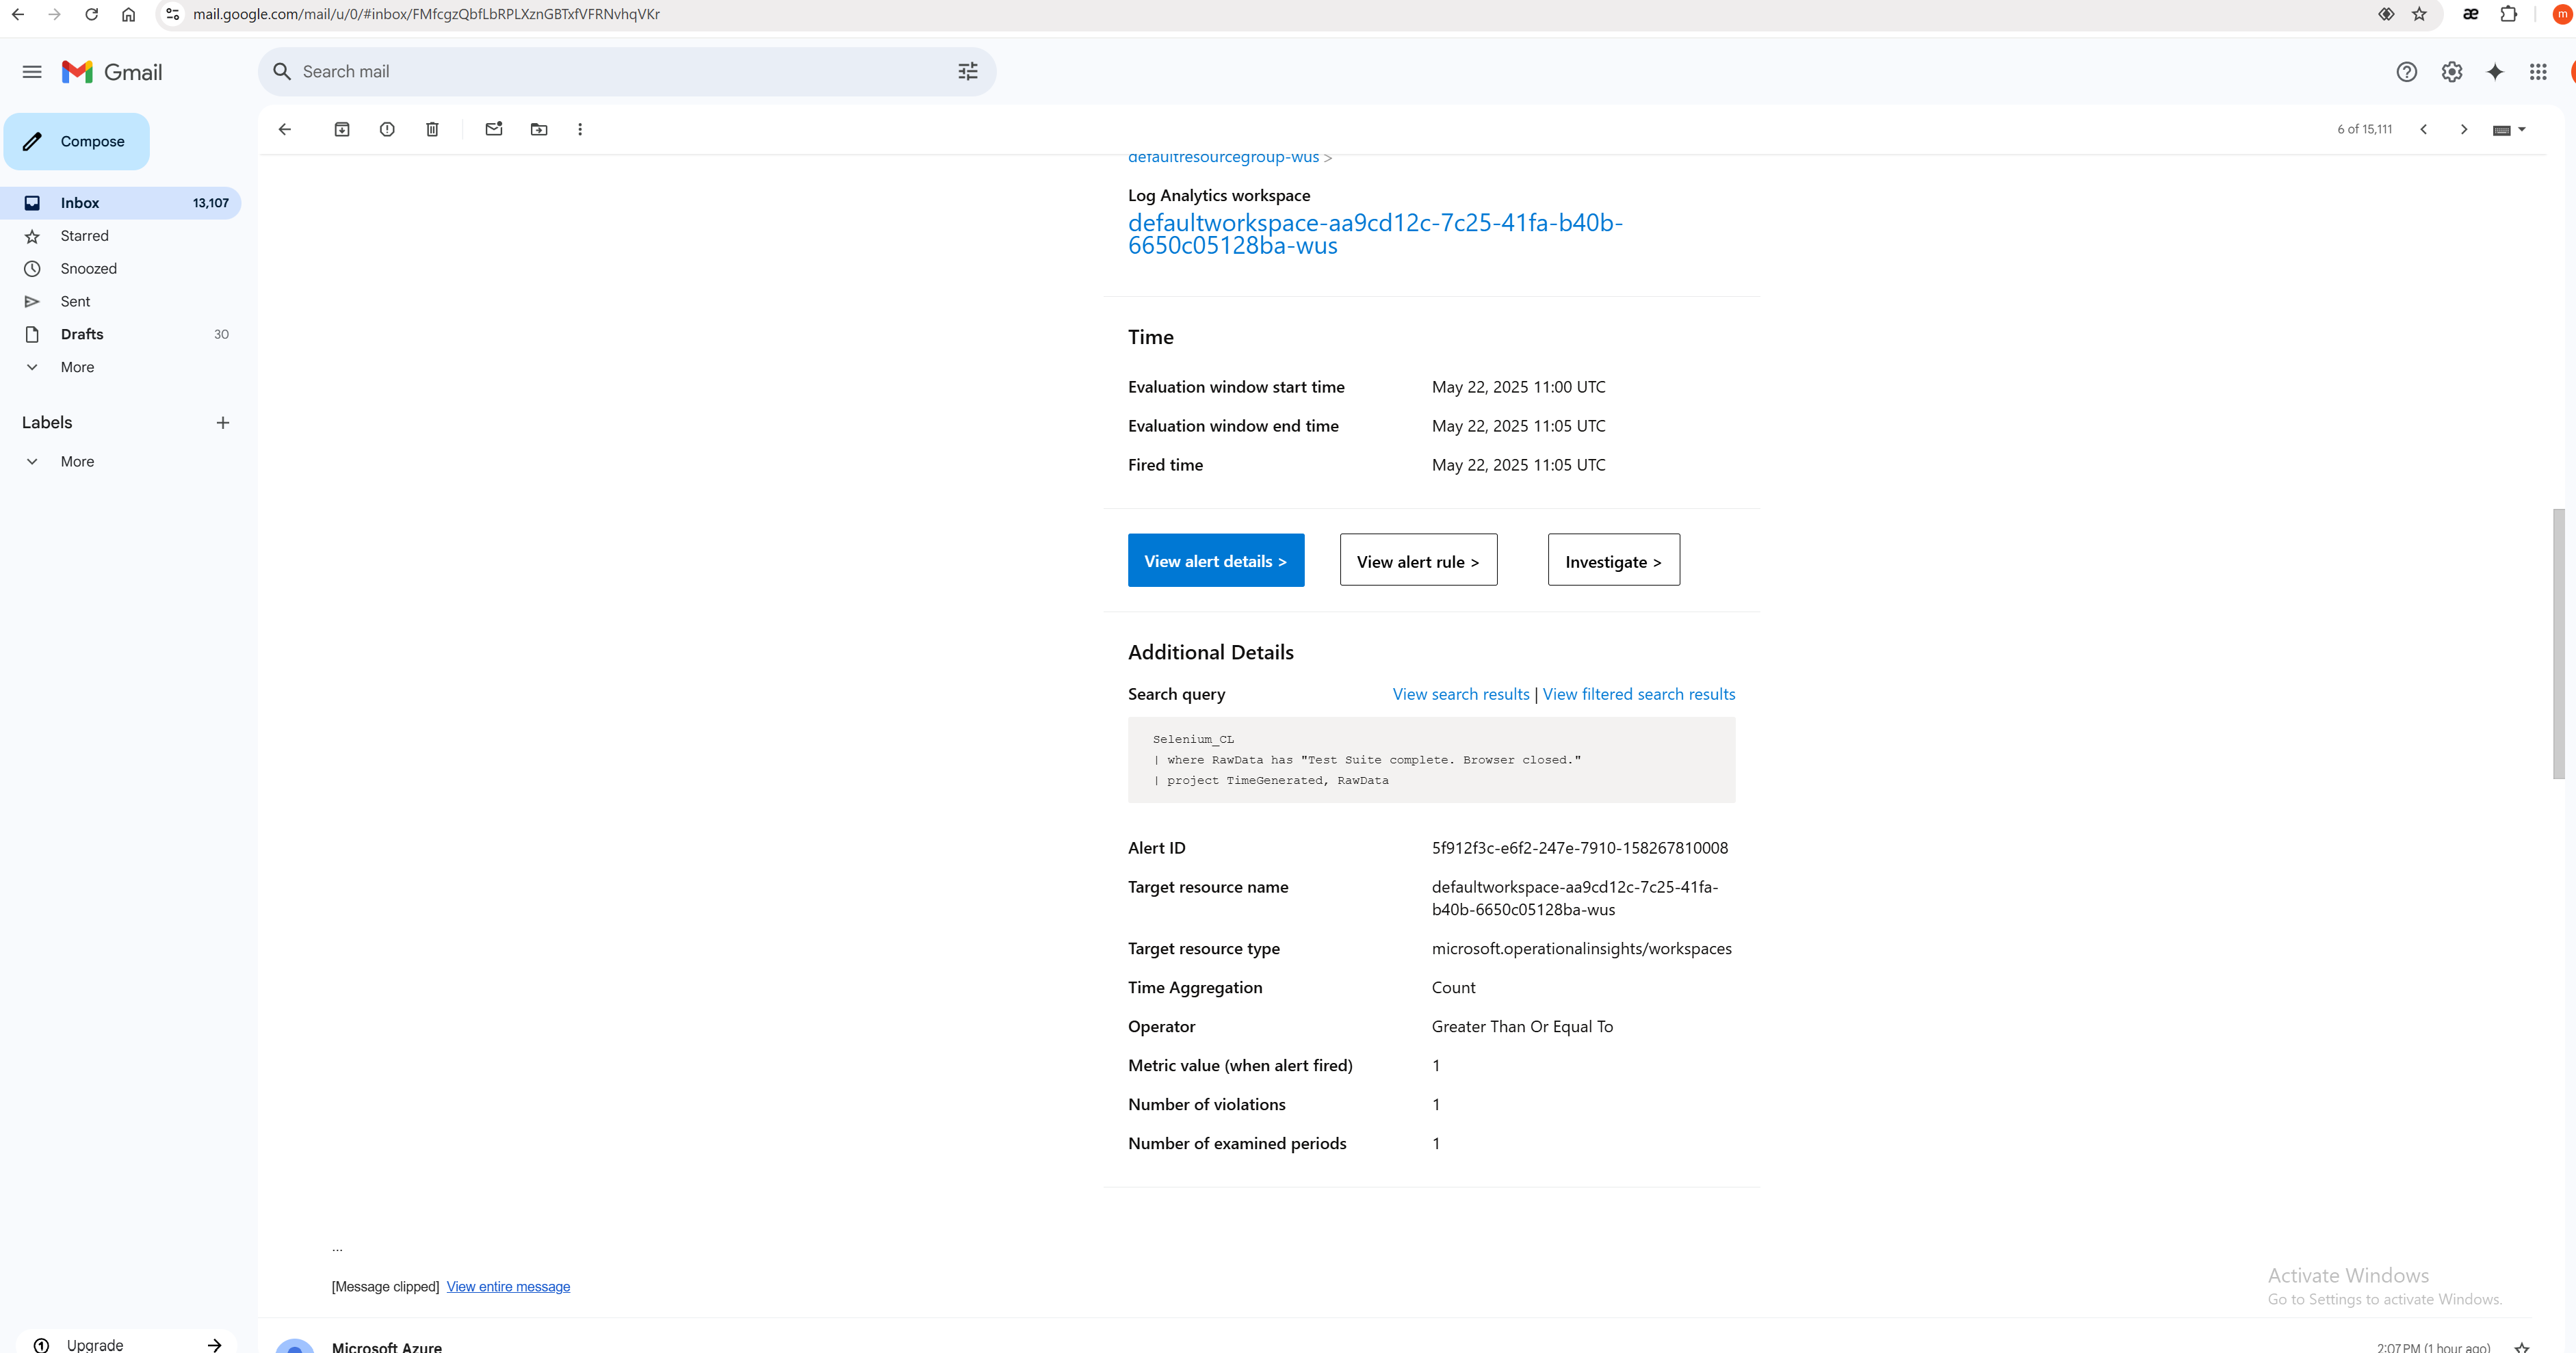 mail.google.com/mail/u/0/#inbox/FMfcgzQbfLbRPLXznGBTxfVFRNvhqVKr
m
Gmail
Search mail
Compose
6 of 15,111
Inbox 13,107
Starred
Snoozed
Sent
Drafts 30
More
Labels
More
defaultresourcegroup-wus >
Log Analytics workspace
defaultworkspace-aa9cd12c-7c25-41fa-b40b-
6650c05128ba-wus
Time
Evaluation window start time May 22, 2025 11:00 UTC
Evaluation window end time May 22, 2025 11:05 UTC
Fired time May 22, 2025 11:05 UTC
View alert details > View alert rule > Investigate >
Additional Details
Search query View search results | View filtered search results
Selenium_CL
| where RawData has "Test Suite complete. Browser closed."
| project TimeGenerated, RawData
Alert ID 5f912f3c-e6f2-247e-7910-158267810008
Target resource name defaultworkspace-aa9cd12c-7c25-41fa-
b40b-6650c05128ba-wus
Target resource type microsoft.operationalinsights/workspaces
Time Aggregation Count
Operator Greater Than Or Equal To
Metric value (when alert fired) 1
Number of violations 1
Number of examined periods 1
...
[Message clipped] View entire message
Activate Windows
Go to Settings to activate Windows.
Upgrade
Microsoft Azure 2:07 PM (1 hour ago)